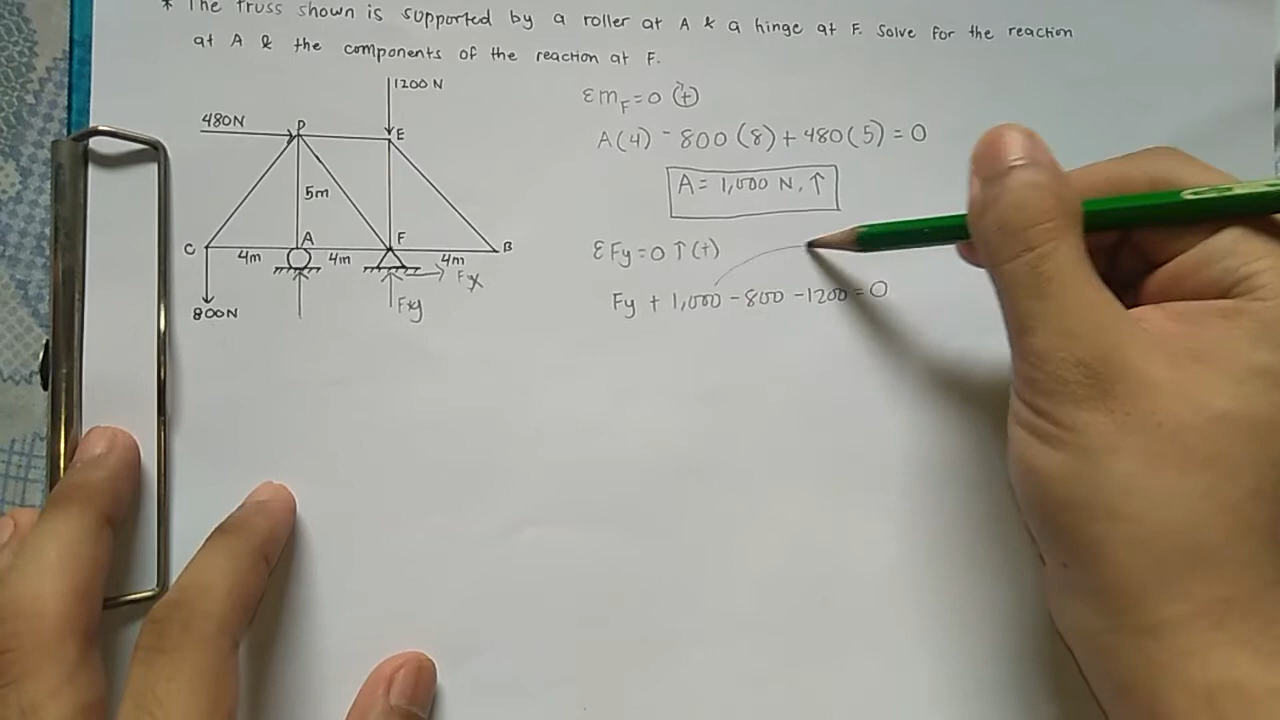 * The truss shown is supported by a roller at A & a hinge at F. Solve for the reaction
at A & the components of the reaction at F.
1200 N
480N
D
E
5m
C
A
F
B
4m
4m
4m
Fx
Fy
800N
ΣMF=0 (+)
A(4) - 800 (8) + 480(5) = 0
A = 1,000 N, ↑
ΣFy=0 ↑(+)
Fy + 1,000 - 800 - 1200 = 0